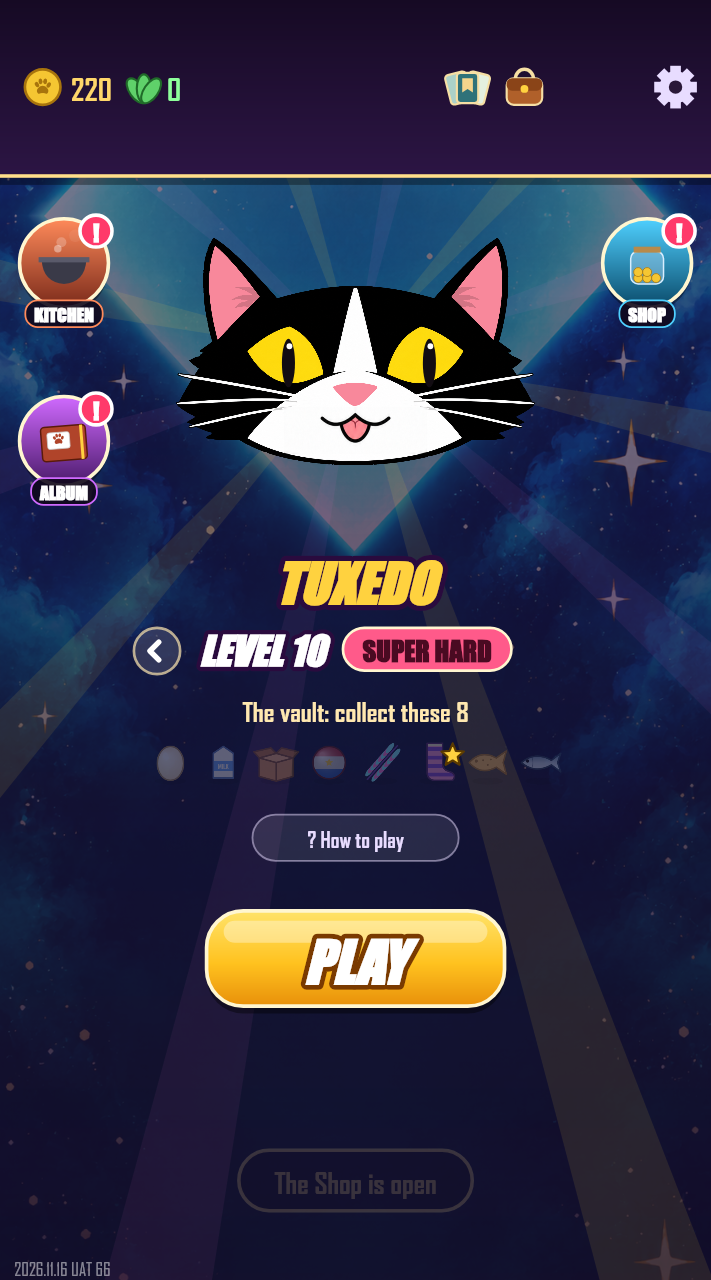 220
0
!
!
KITCHEN
SHOP
!
ALBUM
TUXEDO
LEVEL 10
SUPER HARD
The vault: collect these 8
MILK
? How to play
PLAY
The Shop is open
2026.11.16 UAT 66